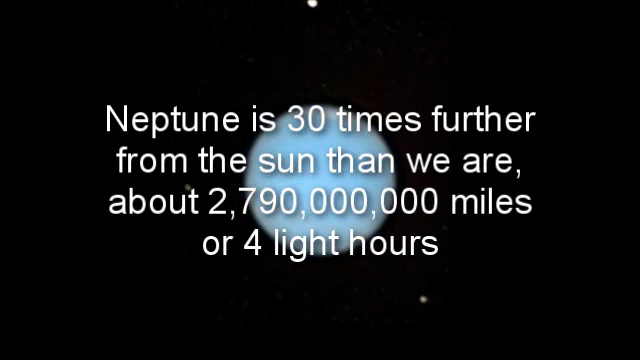 Neptune is 30 times further
from the sun than we are,
about 2,790,000,000 miles
or 4 light hours